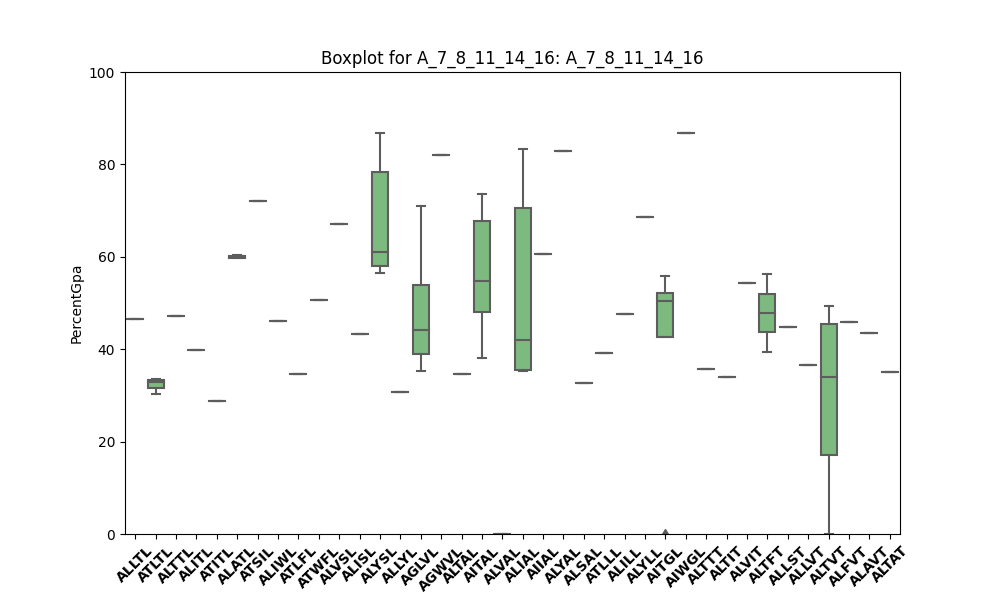 Boxplot for A_7_8_11_14_16: A_7_8_11_14_16
100
80
60
40
20
0
PercentGpa
ALLTL
ATLTL
ALTTL
ALITL
ATITL
ALATL
ATSIL
ALIWL
ATLFL
ATWFL
ALVSL
ALISL
ALYSL
ALLYL
AGLVL
AGWVL
ALTAL
AITAL
ALVAL
ALIAL
AIIAL
ALYAL
ALSAL
ATLLL
ALILL
ALYLL
AITGL
AIWGL
ALTTT
ALTIT
ALVIT
ALTFT
ALLST
ALLVT
ALTVT
ALFVT
ALAVT
ALTAT